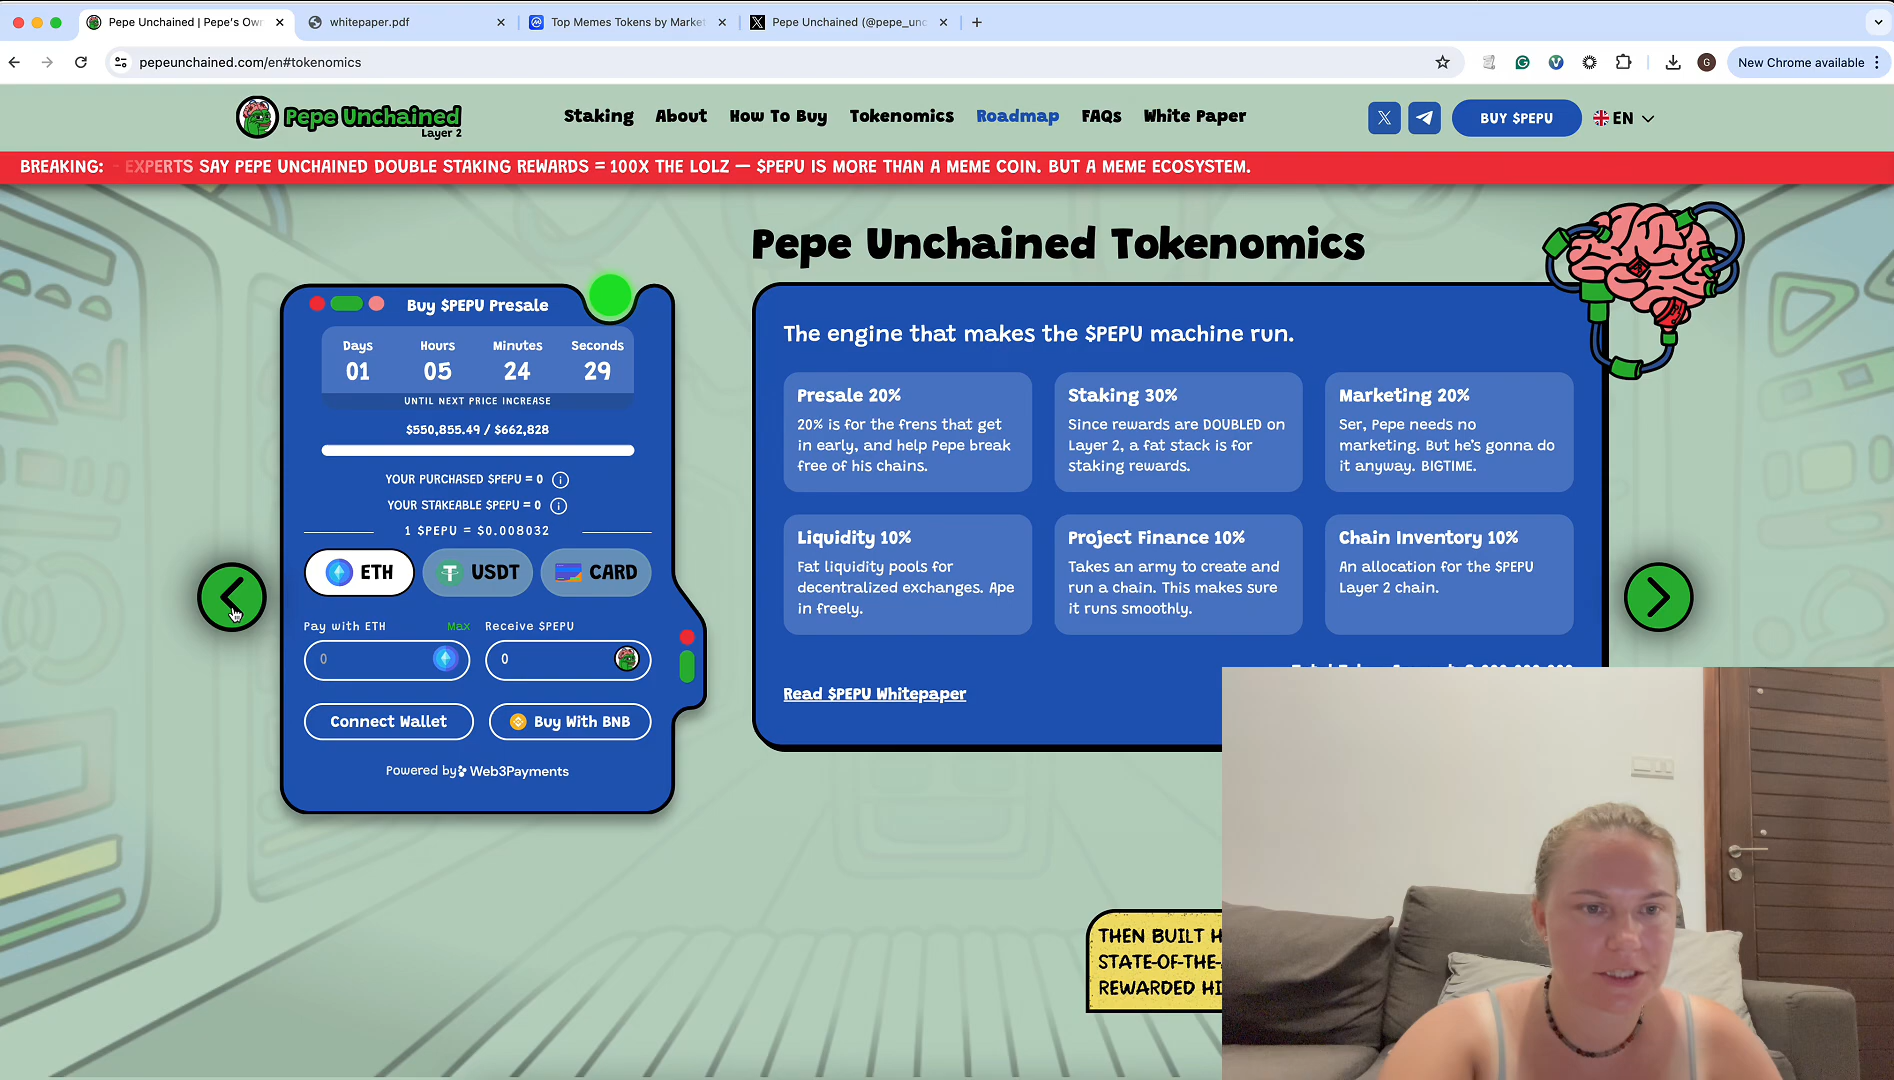 Pepe Unchained | Pepe's Own
whitepaper.pdf
Top Memes Tokens by Market
Pepe Unchained (@pepe_unc
pepeunchained.com/en#tokenomics
G
New Chrome available
Pepe Unchained
Layer 2
Staking
About
How To Buy
Tokenomics
Roadmap
FAQs
White Paper
BUY $PEPU
EN
BREAKING: - EXPERTS SAY PEPE UNCHAINED DOUBLE STAKING REWARDS = 100X THE LOLZ — $PEPU IS MORE THAN A MEME COIN. BUT A MEME ECOSYSTEM.
Pepe Unchained Tokenomics
Buy $PEPU Presale
Days Hours Minutes Seconds
01 05 24 29
UNTIL NEXT PRICE INCREASE
$550,855.49 / $662,828
YOUR PURCHASED $PEPU = 0
YOUR STAKEABLE $PEPU = 0
1 $PEPU = $0.008032
ETH USDT CARD
Pay with ETH Max Receive $PEPU
0 0
Connect Wallet Buy With BNB
Powered by Web3Payments
The engine that makes the $PEPU machine run.
Presale 20%
20% is for the frens that get
in early, and help Pepe break
free of his chains.
Staking 30%
Since rewards are DOUBLED on
Layer 2, a fat stack is for
staking rewards.
Marketing 20%
Ser, Pepe needs no
marketing. But he's gonna do
it anyway. BIGTIME.
Liquidity 10%
Fat liquidity pools for
decentralized exchanges. Ape
in freely.
Project Finance 10%
Takes an army to create and
run a chain. This makes sure
it runs smoothly.
Chain Inventory 10%
An allocation for the $PEPU
Layer 2 chain.
Read $PEPU Whitepaper
THEN BUILT H
STATE-OF-THE-
REWARDED HI